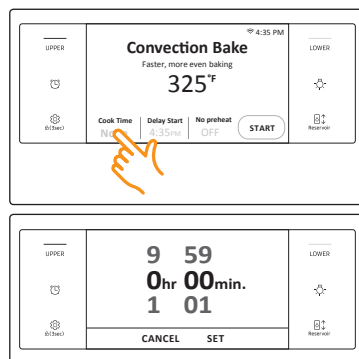 4:35 PM
UPPER
Convection Bake
LOWER
Faster, more even baking
325°F
Cook Time
Delay Start
No preheat
4:35PM
OFF
START
(3sec)
Reservoir
UPPER
9 59
LOWER
0hr 00min.
1 01
(3sec)
Reservoir
CANCEL SET